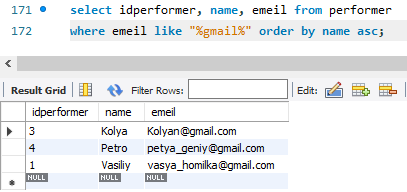 171 select idperformer, name, emeil from performer
172 where emeil like "%gmail%" order by name asc;
Result Grid Filter Rows: Edit:
idperformer name emeil
3 Kolya Kolyan@gmail.com
4 Petro petya_geniy@gmail.com
1 Vasiliy vasya_homilka@gmail.com
NULL NULL NULL